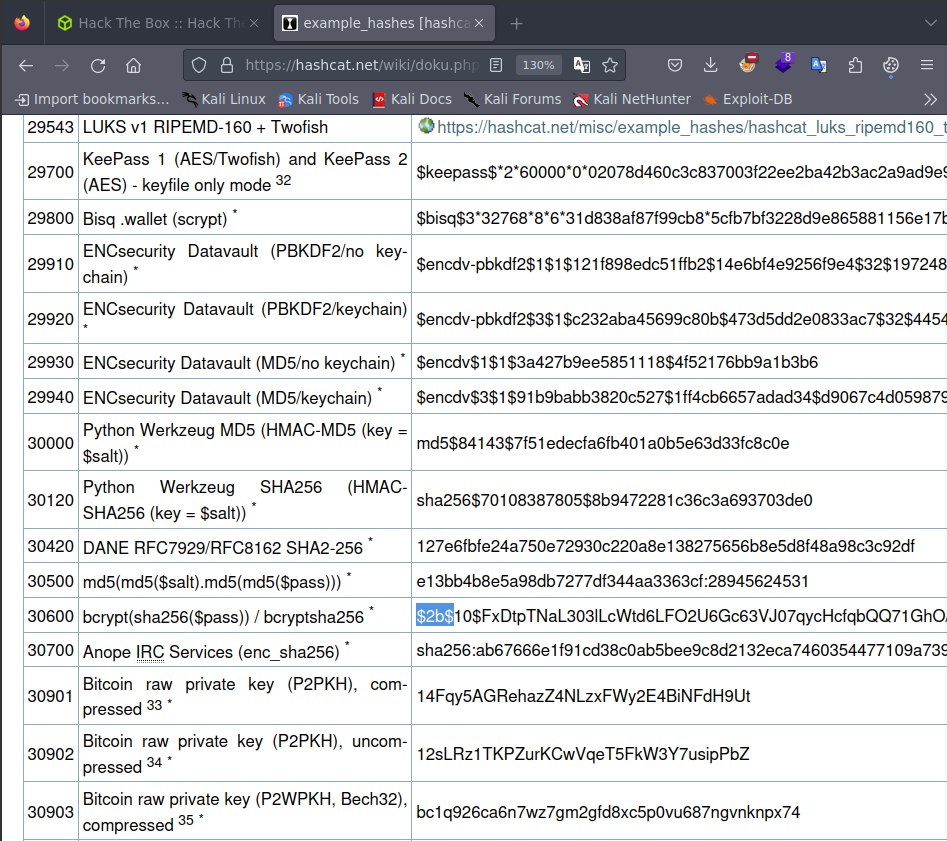 Hack The Box :: Hack The
example_hashes [hashca
https://hashcat.net/wiki/doku.php
130%
8
Import bookmarks...
Kali Linux
Kali Tools
Kali Docs
Kali Forums
Kali NetHunter
Exploit-DB
29543 LUKS v1 RIPEMD-160 + Twofish https://hashcat.net/misc/example_hashes/hashcat_luks_ripemd160_t
KeePass 1 (AES/Twofish) and KeePass 2
29700 $keepass$*2*60000*0*02078d460c3c837003f22ee2ba42b3ac2a9ad9e9
(AES) - keyfile only mode 32
29800 Bisq .wallet (scrypt) * $bisq$3*32768*8*6*31d838af87f99cb8*5cfb7bf3228d9e865881156e17b
ENCsecurity Datavault (PBKDF2/no key-
29910 $encdv-pbkdf2$1$1$121f898edc51ffb2$14e6bf4e9256f9e4$32$197248
chain) *
ENCsecurity Datavault (PBKDF2/keychain)
29920 $encdv-pbkdf2$3$1$c232aba45699c80b$473d5dd2e0833ac7$32$4454
*
29930 ENCsecurity Datavault (MD5/no keychain) * $encdv$1$1$3a427b9ee5851118$4f52176bb9a1b3b6
29940 ENCsecurity Datavault (MD5/keychain) * $encdv$3$1$91b9babb3820c527$1ff4cb6657adad34$d9067c4d059879
Python Werkzeug MD5 (HMAC-MD5 (key =
30000 md5$84143$7f51edecfa6fb401a0b5e63d33fc8c0e
$salt)) *
Python Werkzeug SHA256 (HMAC-
30120 sha256$70108387805$8b9472281c36c3a693703de0
SHA256 (key = $salt)) *
30420 DANE RFC7929/RFC8162 SHA2-256 * 127e6fbfe24a750e72930c220a8e138275656b8e5d8f48a98c3c92df
30500 md5(md5($salt).md5(md5($pass))) * e13bb4b8e5a98db7277df344aa3363cf:28945624531
30600 bcrypt(sha256($pass)) / bcryptsha256 * $2b$10$FxDtpTNaL303lLcWtd6LFO2U6Gc63VJ07qycHcfqbQQ71GhO
30700 Anope IRC Services (enc_sha256) * sha256:ab67666e1f91cd38c0ab5bee9c8d2132eca7460354477109a739
Bitcoin raw private key (P2PKH), com-
30901 14Fqy5AGRehazZ4NLzxFWy2E4BiNFdH9Ut
pressed 33 *
Bitcoin raw private key (P2PKH), uncom-
30902 12sLRz1TKPZurKCwVqeT5FkW3Y7usipPbZ
pressed 34 *
Bitcoin raw private key (P2WPKH, Bech32),
30903 bc1q926ca6n7wz7gm2gfd8xc5p0vu687ngvnknpx74
compressed 35 *